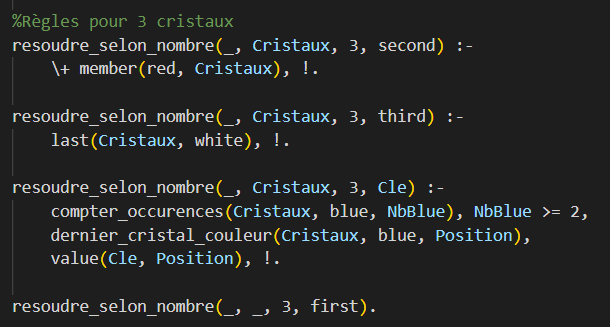 %Règles pour 3 cristaux
resoudre_selon_nombre(_, Cristaux, 3, second) :-
    \+ member(red, Cristaux), !.
resoudre_selon_nombre(_, Cristaux, 3, third) :-
    last(Cristaux, white), !.
resoudre_selon_nombre(_, Cristaux, 3, Cle) :-
    compter_occurences(Cristaux, blue, NbBlue), NbBlue >= 2,
    dernier_cristal_couleur(Cristaux, blue, Position),
    value(Cle, Position), !.
resoudre_selon_nombre(_, _, 3, first).